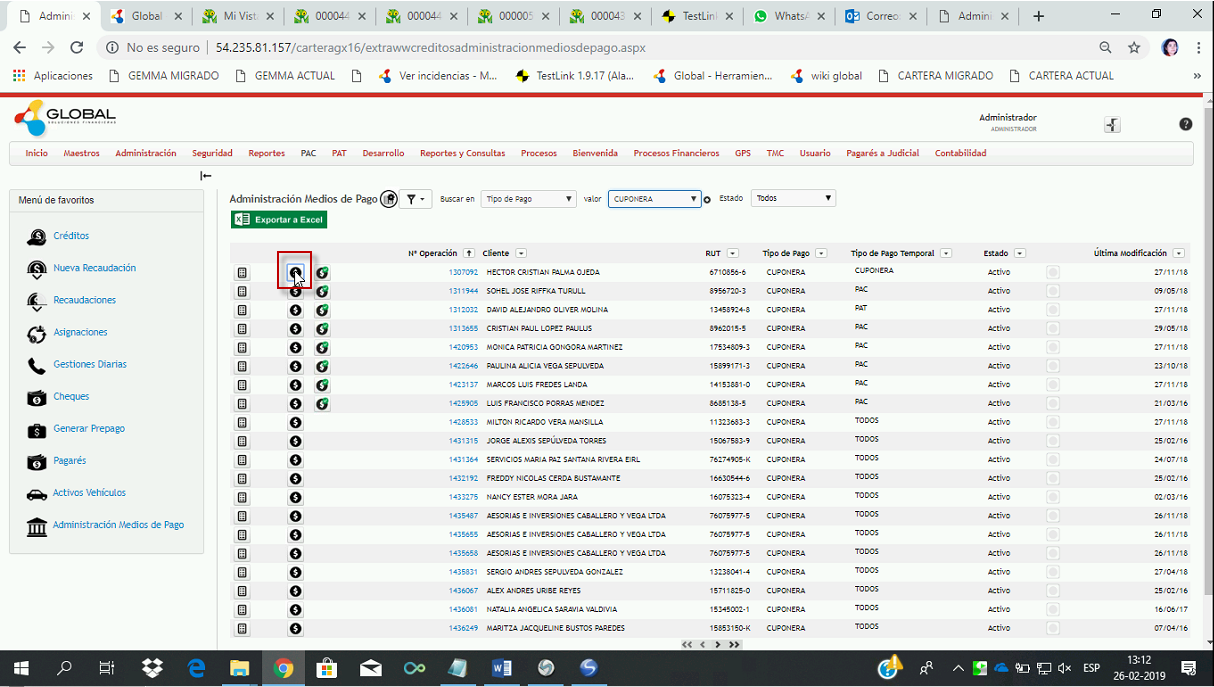 Admini
Global
Mi Vist
000044
000044
000005
000043
TestLin
WhatsA
Correo
Admini
No es seguro | 54.235.81.157/carteragx16/extrawwcreditosadministracionmediosdepago.aspx
Aplicaciones GEMMA MIGRADO GEMMA ACTUAL Ver incidencias - M... TestLink 1.9.17 (Ala... Global - Herramien... wiki global CARTERA MIGRADO CARTERA ACTUAL »
GLOBAL
SOLUCIONES FINANCIERAS
Administrador
ADMINISTRADOR
Inicio Maestros Administración Seguridad Reportes PAC PAT Desarrollo Reportes y Consultas Procesos Bienvenida Procesos Financieros GPS TMC Usuario Pagarés a Judicial Contabilidad
Menú de favoritos
Créditos
Nueva Recaudación
Recaudaciones
Asignaciones
Gestiones Diarias
Cheques
Generar Prepago
Pagarés
Activos Vehículos
Administración Medios de Pago
Administración Medios de Pago Buscar en Tipo de Pago valor CUPONERA Estado Todos
Exportar a Excel
Nº Operación Cliente RUT Tipo de Pago Tipo de Pago Temporal Estado Última Modificación
1307092 HECTOR CRISTIAN PALMA OJEDA 6710856-6 CUPONERA CUPONERA Activo 27/11/18
1311944 SOHEL JOSE RIFFKA TURULL 8956720-3 CUPONERA PAC Activo 09/05/18
1312032 DAVID ALEJANDRO OLIVER MOLINA 13458924-8 CUPONERA PAT Activo 27/11/18
1313655 CRISTIAN PAUL LOPEZ PAULUS 8962015-5 CUPONERA PAC Activo 29/05/18
1420953 MONICA PATRICIA GONGORA MARTINEZ 17534809-3 CUPONERA PAC Activo 27/11/18
1422646 PAULINA ALICIA VEGA SEPULVEDA 15899171-3 CUPONERA PAC Activo 23/10/18
1423137 MARCOS LUIS FREDES LANDA 14153881-0 CUPONERA PAC Activo 27/11/18
1425905 LUIS FRANCISCO PORRAS MENDEZ 8685138-5 CUPONERA PAC Activo 21/03/16
1428533 MILTON RICARDO VERA MANSILLA 11323683-3 CUPONERA TODOS Activo 27/11/18
1431315 JORGE ALEXIS SEPÚLVEDA TORRES 15067583-9 CUPONERA TODOS Activo 25/02/16
1431364 SERVICIOS MARIA PAZ SANTANA RIVERA EIRL 76274905-K CUPONERA TODOS Activo 24/07/18
1432192 FREDDY NICOLAS CERDA BUSTAMANTE 16630544-6 CUPONERA TODOS Activo 25/02/16
1433275 NANCY ESTER MORA JARA 16075323-4 CUPONERA TODOS Activo 02/03/16
1435487 AESORIAS E INVERSIONES CABALLERO Y VEGA LTDA 76075977-5 CUPONERA TODOS Activo 26/11/18
1435655 AESORIAS E INVERSIONES CABALLERO Y VEGA LTDA 76075977-5 CUPONERA TODOS Activo 26/11/18
1435658 AESORIAS E INVERSIONES CABALLERO Y VEGA LTDA 76075977-5 CUPONERA TODOS Activo 26/11/18
1435831 SERGIO ANDRES SEPULVEDA GONZALEZ 13238041-4 CUPONERA TODOS Activo 27/04/18
1436067 ALEX ANDRES URIBE REYES 15711825-0 CUPONERA TODOS Activo 25/02/16
1436081 NATALIA ANGELICA SARAVIA VALDIVIA 15345002-1 CUPONERA TODOS Activo 16/06/17
1436249 MARITZA JACQUELINE BUSTOS PAREDES 15853150-K CUPONERA TODOS Activo 07/04/16
ESP
13:12
26-02-2019